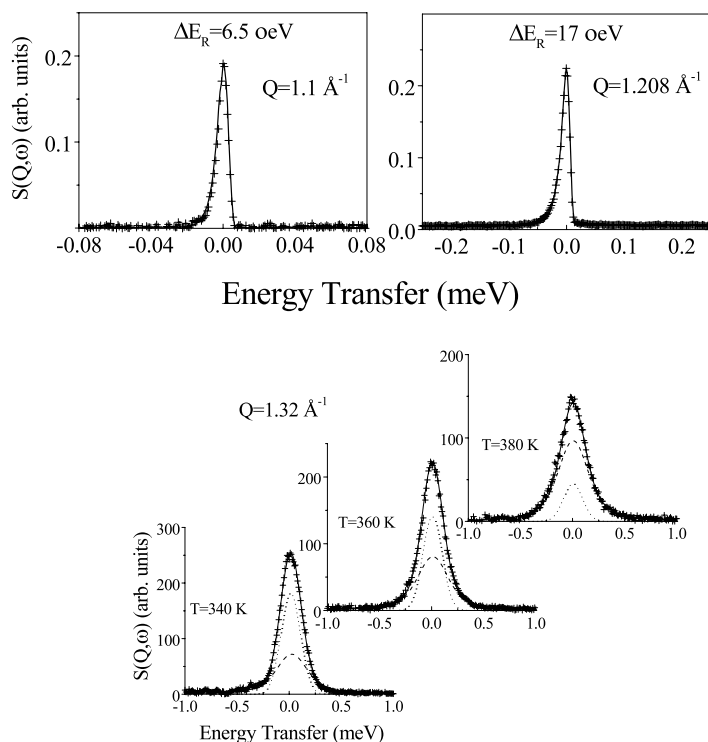 ΔE_R=6.5 oeV
ΔE_R=17 oeV
0.2
0.1
Q=1.1 Å⁻¹
S(Q,ω) (arb. units)
-0.08 -0.04 0.00 0.04 0.08
0.2
0.1
0.0
Q=1.208 Å⁻¹
-0.2 -0.1 0.0 0.1 0.2
Energy Transfer (meV)
Q=1.32 Å⁻¹
200
100
0
T=380 K
-1.0 -0.5 0.0 0.5 1.0
200
100
0
T=360 K
-1.0 -0.5 0.0 0.5 1.0
300
250
150
50
0
T=340 K
S(Q,ω) (arb. units)
-1.0 -0.5 0.0 0.5 1.0
Energy Transfer (meV)